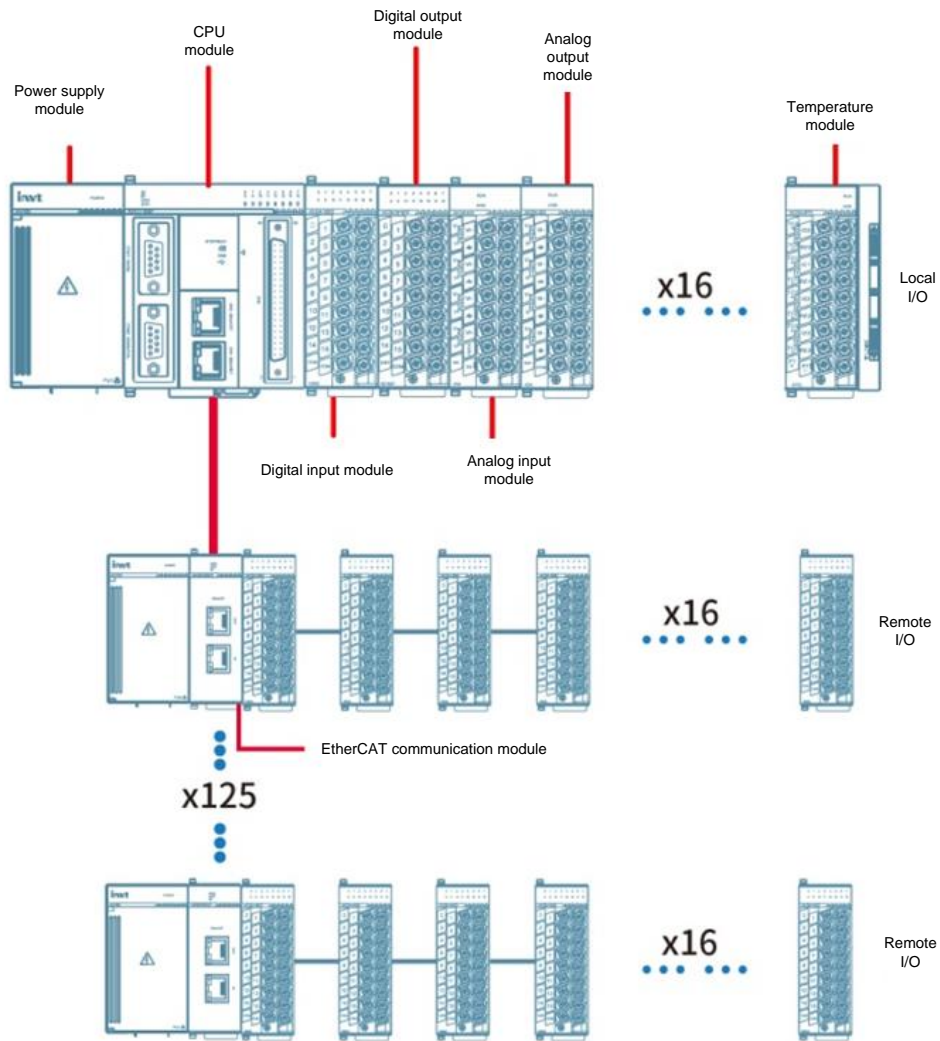 Digital output
module
CPU
module
Analog
output
module
Power supply
module
Temperature
module
invt
x16
Local
I/O
Digital input module
Analog input
module
invt
x16
Remote
I/O
EtherCAT communication module
x125
invt
x16
Remote
I/O